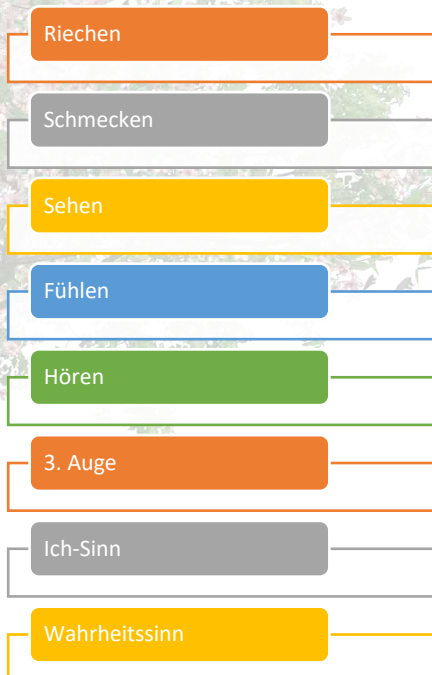 Riechen
Schmecken
Sehen
Fühlen
Hören
3. Auge
Ich-Sinn
Wahrheitssinn